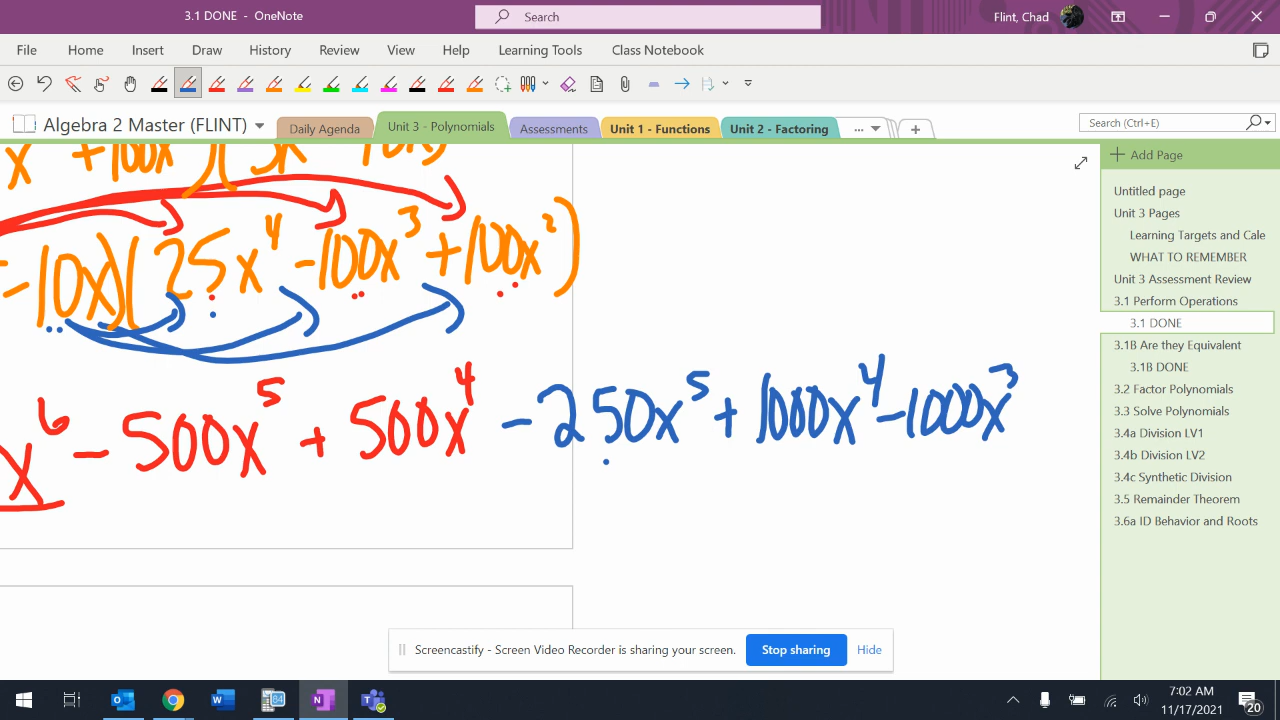 3.1 DONE - OneNote
Search
Flint, Chad
File Home Insert Draw History Review View Help Learning Tools Class Notebook
Algebra 2 Master (FLINT)
Daily Agenda
Unit 3 - Polynomials
Assessments
Unit 1 - Functions
Unit 2 - Factoring
...
Search (Ctrl+E)
Add Page
Untitled page
Unit 3 Pages
Learning Targets and Cale
WHAT TO REMEMBER
Unit 3 Assessment Review
3.1 Perform Operations
3.1 DONE
3.1B Are they Equivalent
3.1B DONE
3.2 Factor Polynomials
3.3 Solve Polynomials
3.4a Division LV1
3.4b Division LV2
3.4c Synthetic Division
3.5 Remainder Theorem
3.6a ID Behavior and Roots
-10x)(25x⁴ -100x³ +100x²)
x⁶ - 500x⁵ + 500x⁴ - 250x⁵ + 1000x⁴ - 1000x³
Screencastify - Screen Video Recorder is sharing your screen.
Stop sharing
Hide
7:02 AM
11/17/2021
20